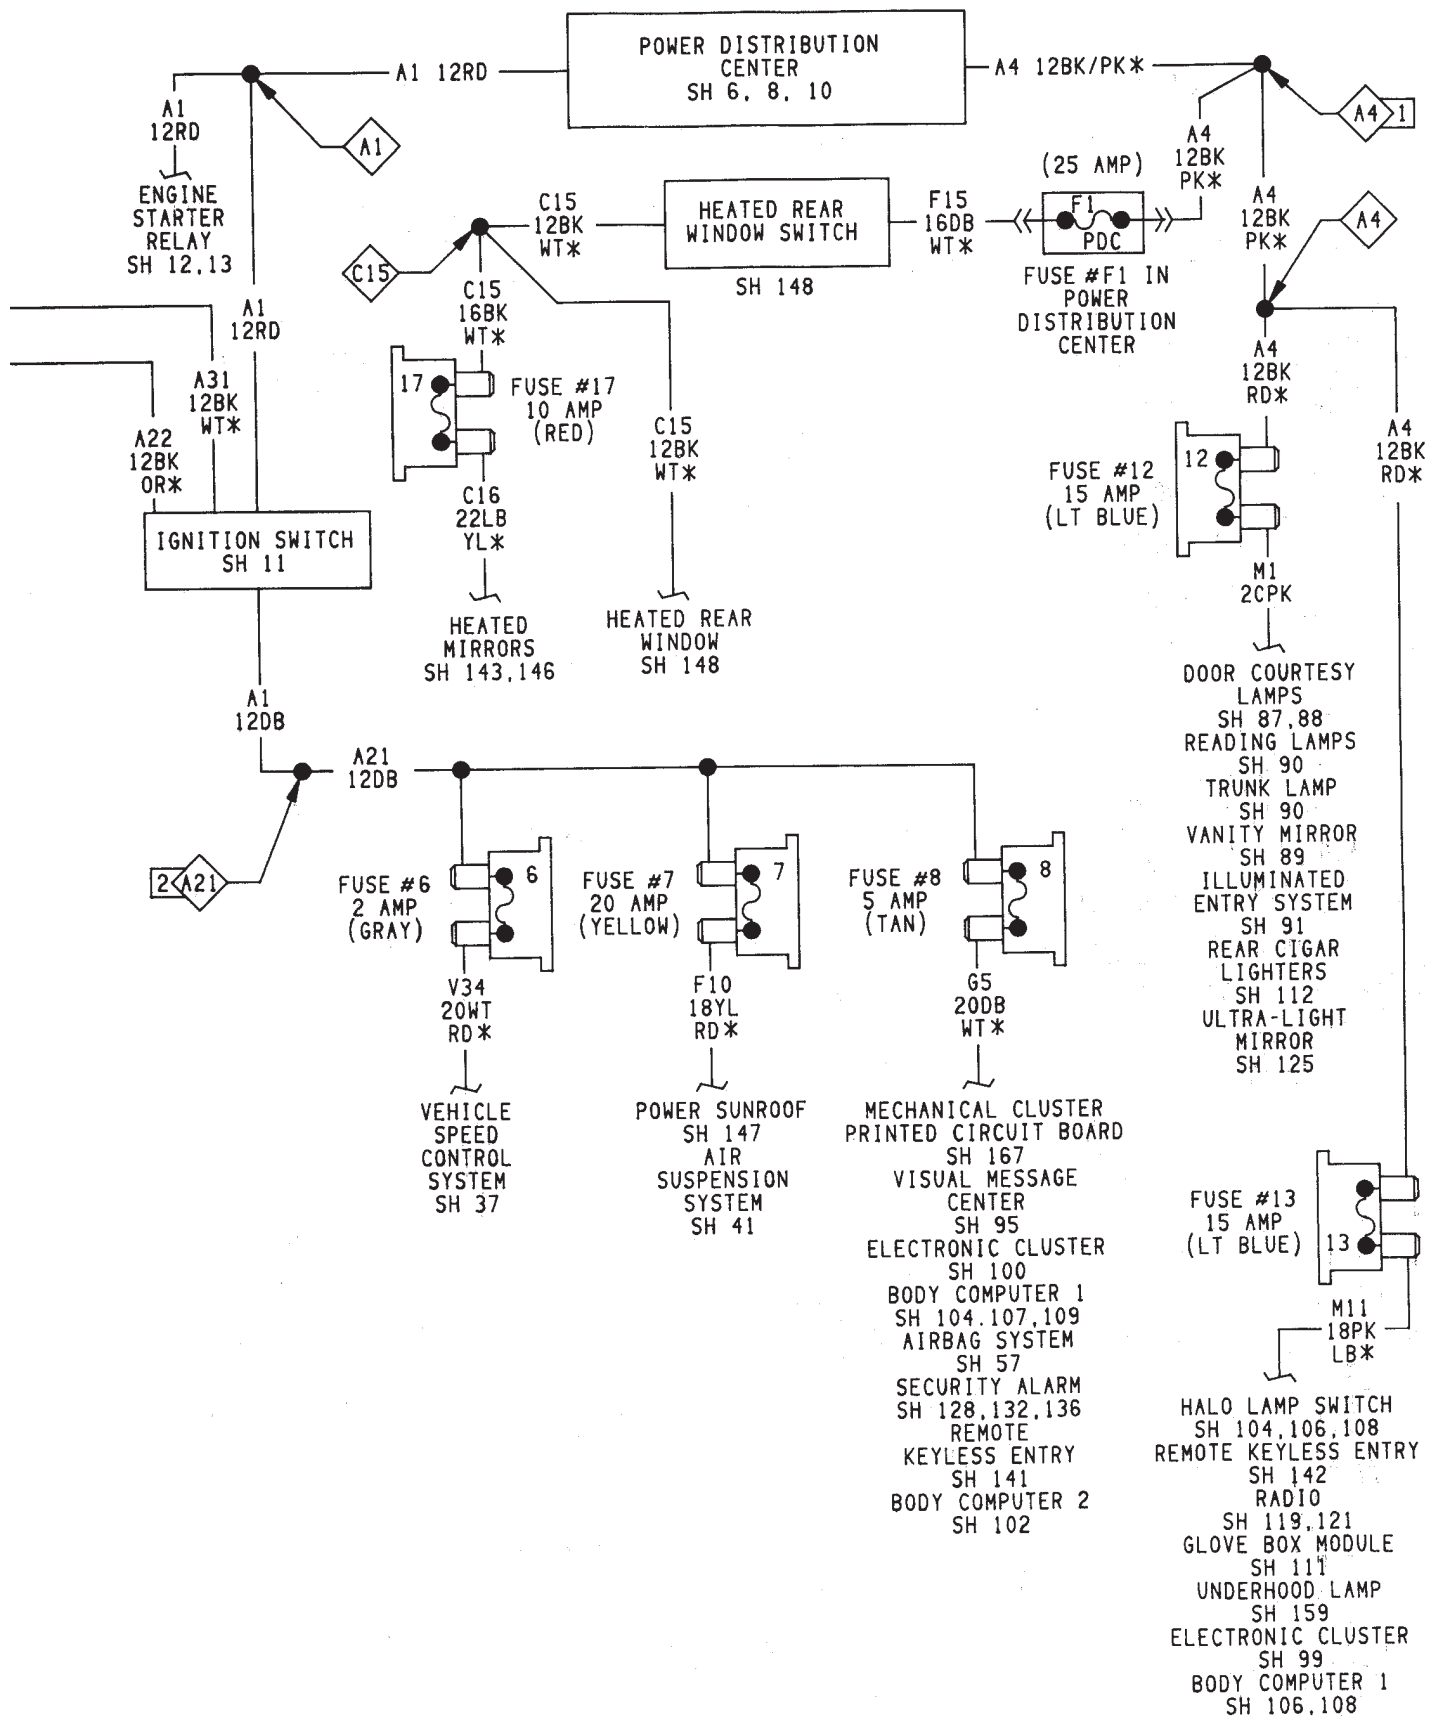 POWER DISTRIBUTION
CENTER
SH 6, 8, 10
A1 12RD
A4 12BK/PK*
A1
12RD
A1
A4
1
ENGINE
STARTER
RELAY
SH 12,13
(25 AMP)
A4
12BK
PK*
C15
12BK
WT*
HEATED REAR
WINDOW SWITCH
SH 148
F15
16DB
WT*
F1
PDC
FUSE #F1 IN
POWER
DISTRIBUTION
CENTER
A4
12BK
PK*
A4
C15
C15
16BK
WT*
A1
12RD
A31
12BK
WT*
A22
12BK
OR*
17
FUSE #17
10 AMP
(RED)
C15
12BK
WT*
A4
12BK
RD*
A4
12BK
RD*
12
FUSE #12
15 AMP
(LT BLUE)
C16
22LB
YL*
IGNITION SWITCH
SH 11
M1
2CPK
HEATED
MIRRORS
SH 143,146
HEATED REAR
WINDOW
SH 148
DOOR COURTESY
LAMPS
SH 87,88
READING LAMPS
SH 90
TRUNK LAMP
SH 90
VANITY MIRROR
SH 89
ILLUMINATED
ENTRY SYSTEM
SH 91
REAR CIGAR
LIGHTERS
SH 112
ULTRA-LIGHT
MIRROR
SH 125
A1
12DB
A21
12DB
2
A21
FUSE #6
2 AMP
(GRAY)
6
FUSE #7
20 AMP
(YELLOW)
7
FUSE #8
5 AMP
(TAN)
8
V34
20WT
RD*
F10
18YL
RD*
G5
20DB
WT*
VEHICLE
SPEED
CONTROL
SYSTEM
SH 37
POWER SUNROOF
SH 147
AIR
SUSPENSION
SYSTEM
SH 41
MECHANICAL CLUSTER
PRINTED CIRCUIT BOARD
SH 167
VISUAL MESSAGE
CENTER
SH 95
ELECTRONIC CLUSTER
SH 100
BODY COMPUTER 1
SH 104.107,109
AIRBAG SYSTEM
SH 57
SECURITY ALARM
SH 128,132,136
REMOTE
KEYLESS ENTRY
SH 141
BODY COMPUTER 2
SH 102
FUSE #13
15 AMP
(LT BLUE)
13
M11
18PK
LB*
HALO LAMP SWITCH
SH 104,106,108
REMOTE KEYLESS ENTRY
SH 142
RADIO
SH 119,121
GLOVE BOX MODULE
SH 111
UNDERHOOD LAMP
SH 159
ELECTRONIC CLUSTER
SH 99
BODY COMPUTER 1
SH 106,108